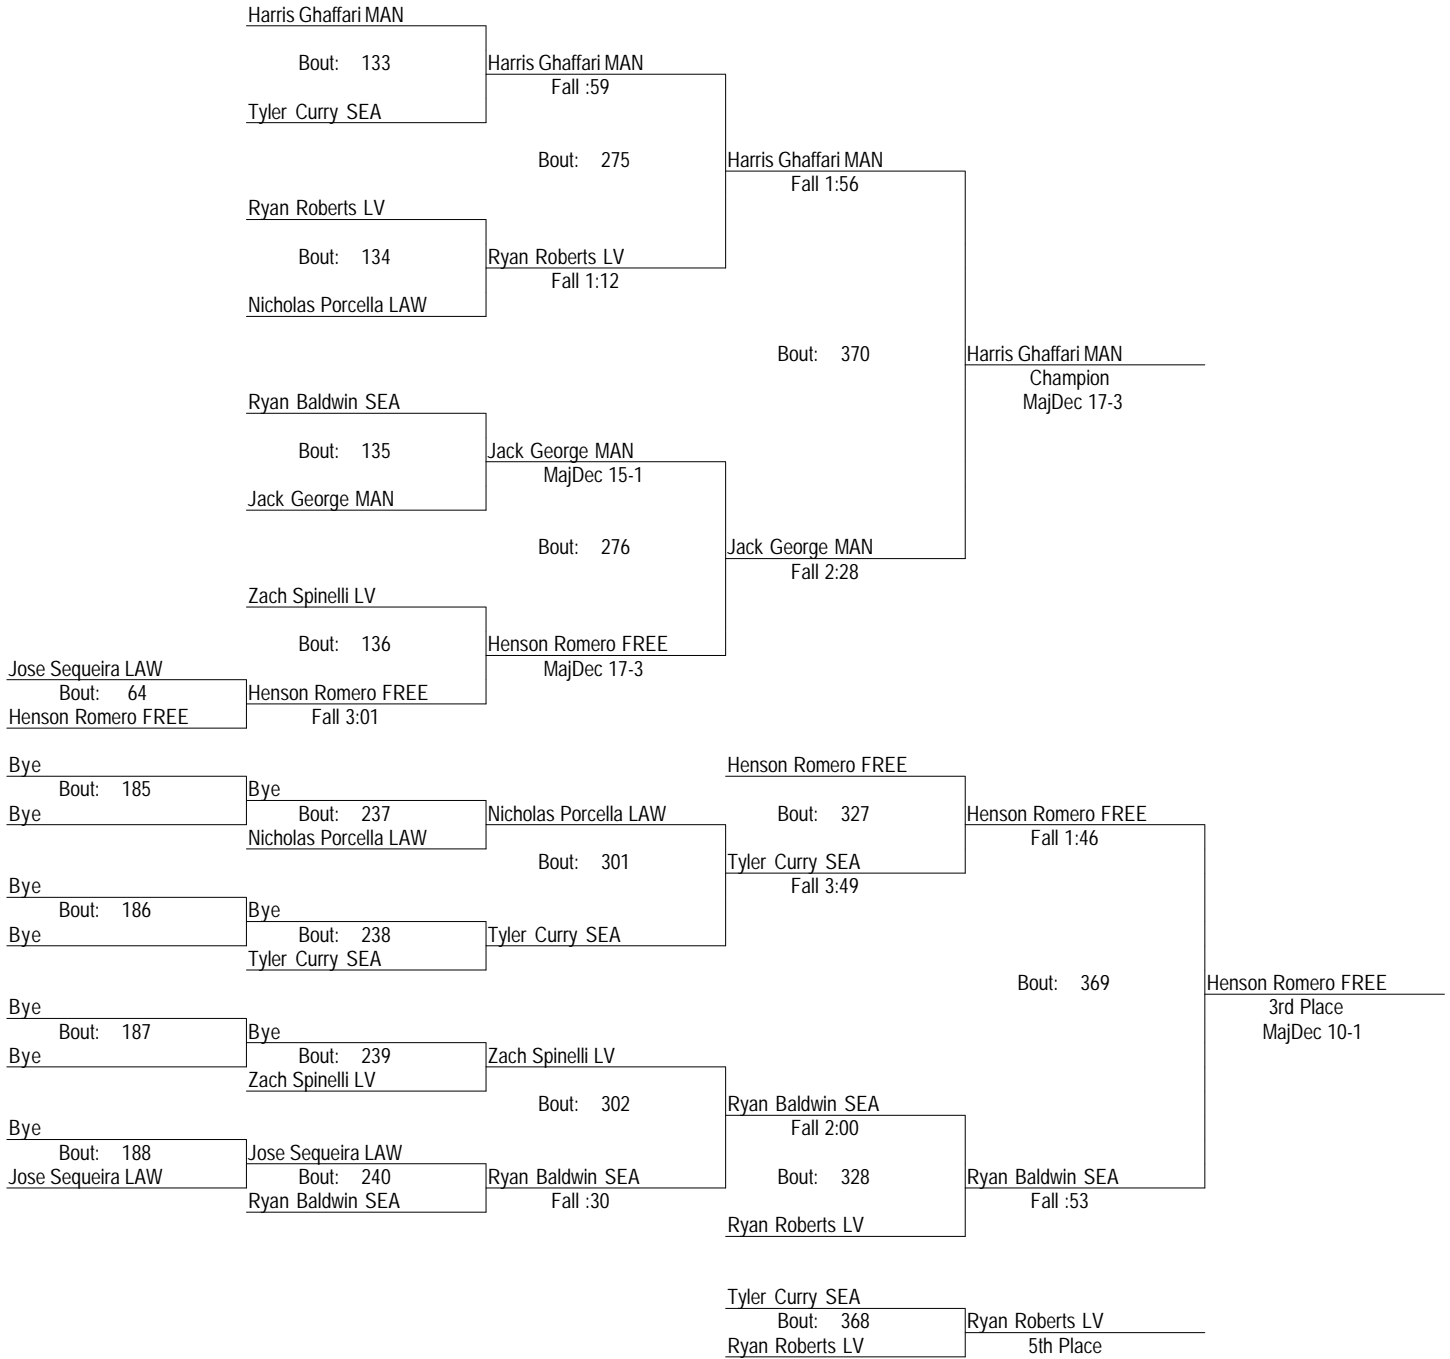 Harris Ghaffari MAN
Bout: 133 Harris Ghaffari MAN
Fall :59
Tyler Curry SEA
Bout: 275 Harris Ghaffari MAN
Fall 1:56
Ryan Roberts LV
Bout: 134 Ryan Roberts LV
Fall 1:12
Nicholas Porcella LAW
Bout: 370 Harris Ghaffari MAN
Champion
Ryan Baldwin SEA MajDec 17-3
Bout: 135 Jack George MAN
MajDec 15-1
Jack George MAN
Bout: 276 Jack George MAN
Fall 2:28
Zach Spinelli LV
Bout: 136 Henson Romero FREE
Jose Sequeira LAW MajDec 17-3
Bout: 64 Henson Romero FREE
Henson Romero FREE Fall 3:01
Bye Henson Romero FREE
Bout: 185 Bye
Bye Bout: 237 Nicholas Porcella LAW Bout: 327 Henson Romero FREE
Nicholas Porcella LAW Fall 1:46
Bout: 301 Tyler Curry SEA
Bye Fall 3:49
Bout: 186 Bye
Bye Bout: 238 Tyler Curry SEA
Tyler Curry SEA
Bout: 369 Henson Romero FREE
Bye 3rd Place
Bout: 187 Bye MajDec 10-1
Bye Bout: 239 Zach Spinelli LV
Zach Spinelli LV
Bout: 302 Ryan Baldwin SEA
Bye Fall 2:00
Bout: 188 Jose Sequeira LAW
Jose Sequeira LAW Bout: 240 Ryan Baldwin SEA Bout: 328 Ryan Baldwin SEA
Ryan Baldwin SEA Fall :30 Fall :53
Ryan Roberts LV
Tyler Curry SEA
Bout: 368 Ryan Roberts LV
Ryan Roberts LV 5th Place